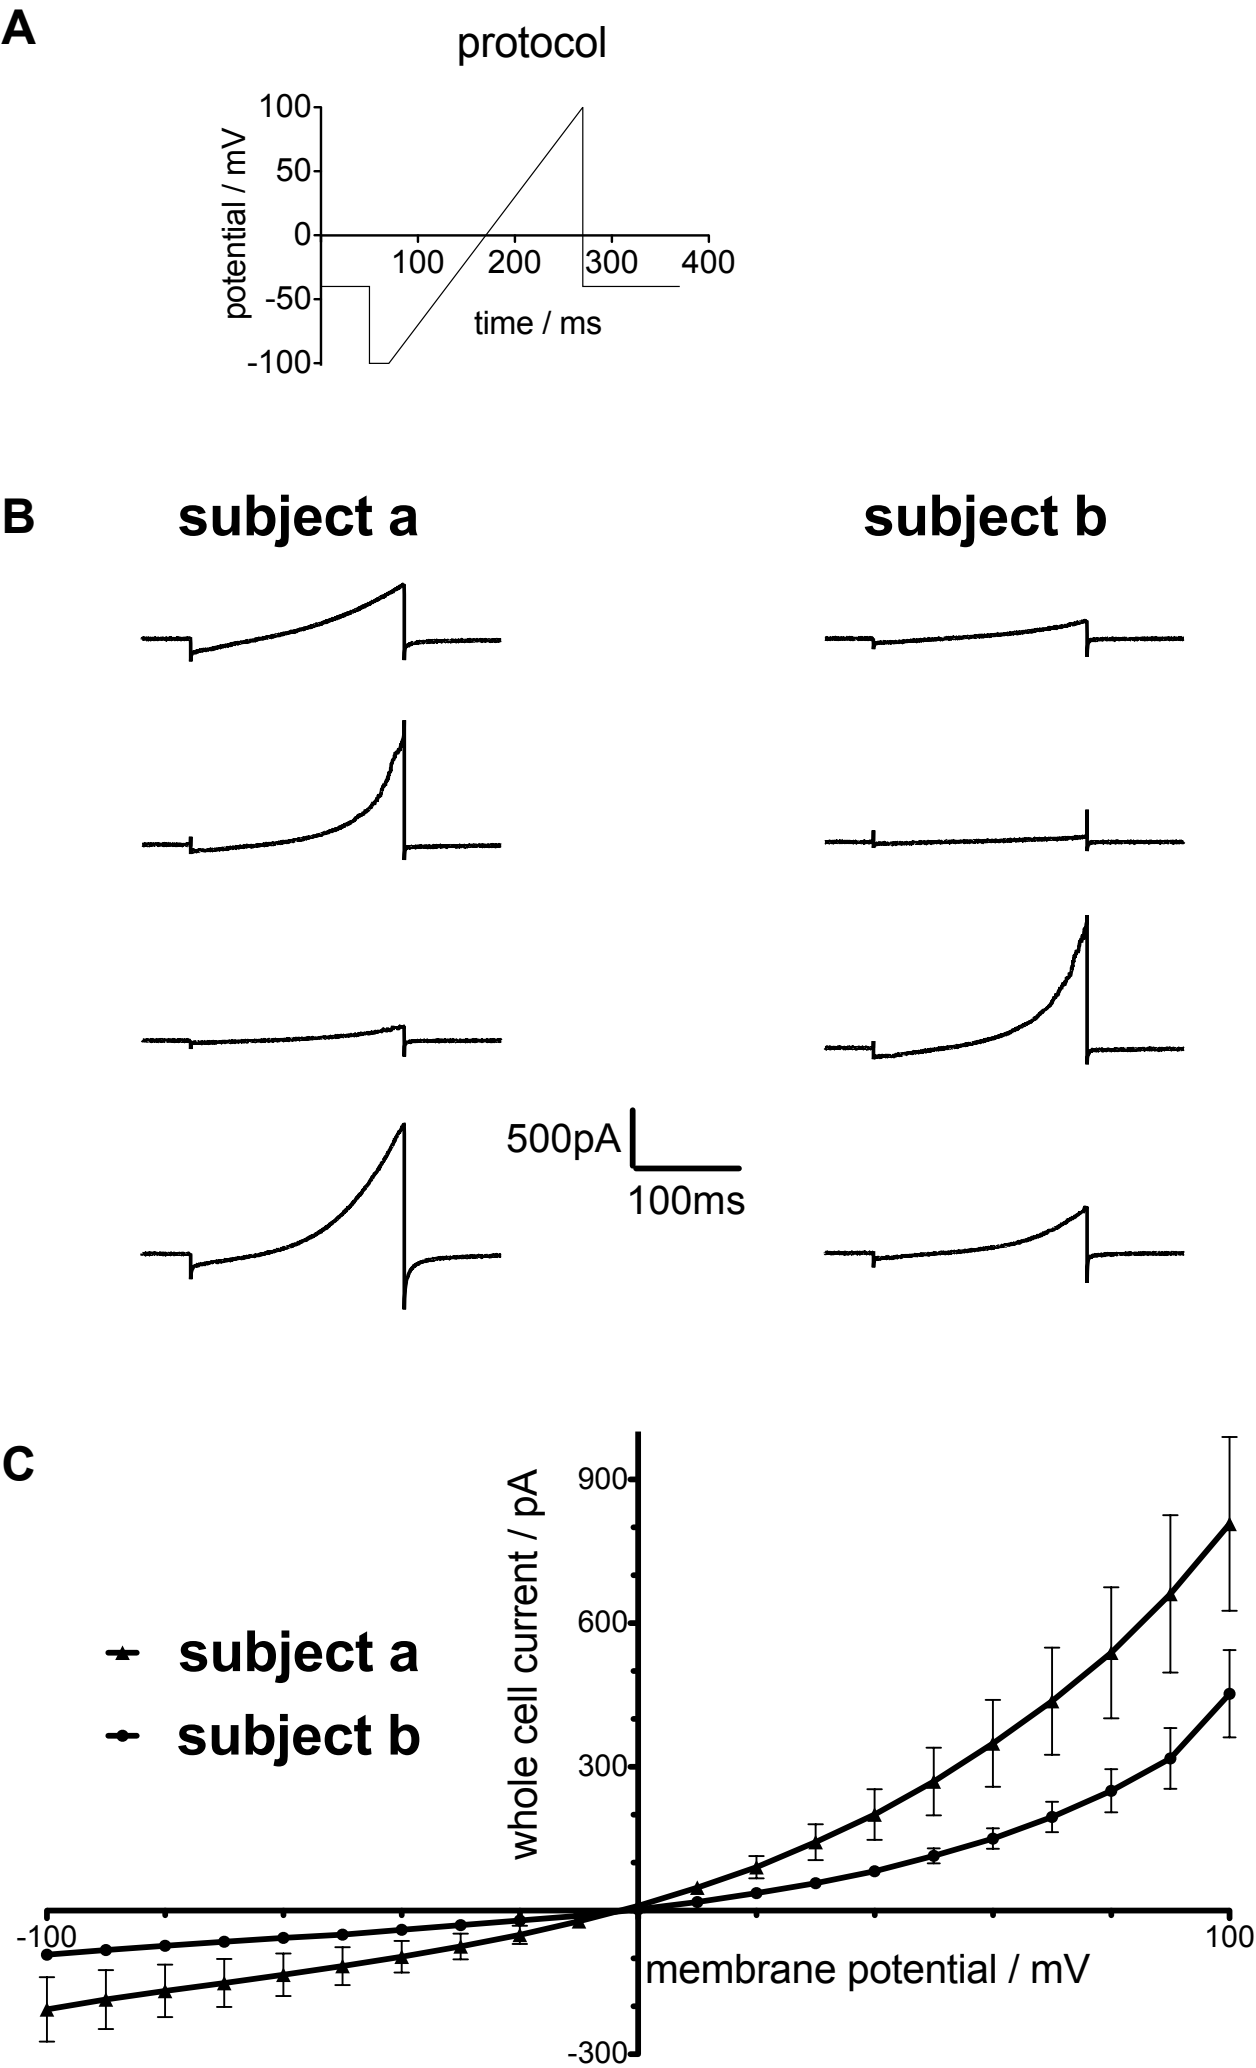 A
protocol
potential / mV
100
50
0
-50
-100
100 200 300 400
time / ms
B
subject a
subject b
500pA
100ms
C
whole cell current / pA
900
600
300
-300
subject a
subject b
-100
100
membrane potential / mV